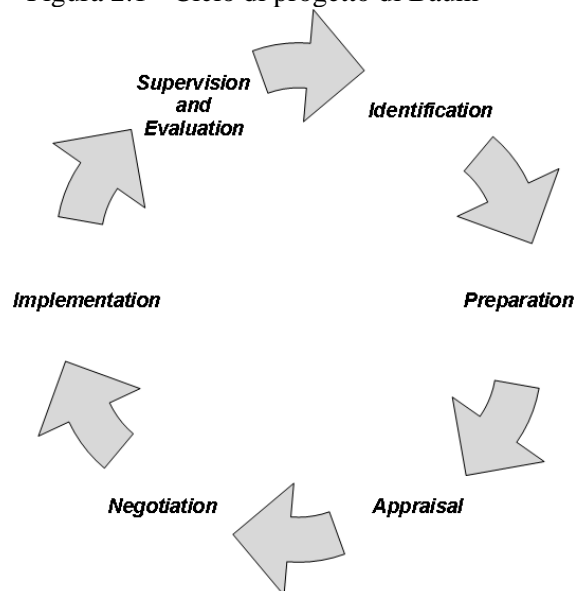 Figura 2.1 - Ciclo di progetto di Baum
Supervision
and
Evaluation
Identification
Preparation
Appraisal
Negotiation
Implementation